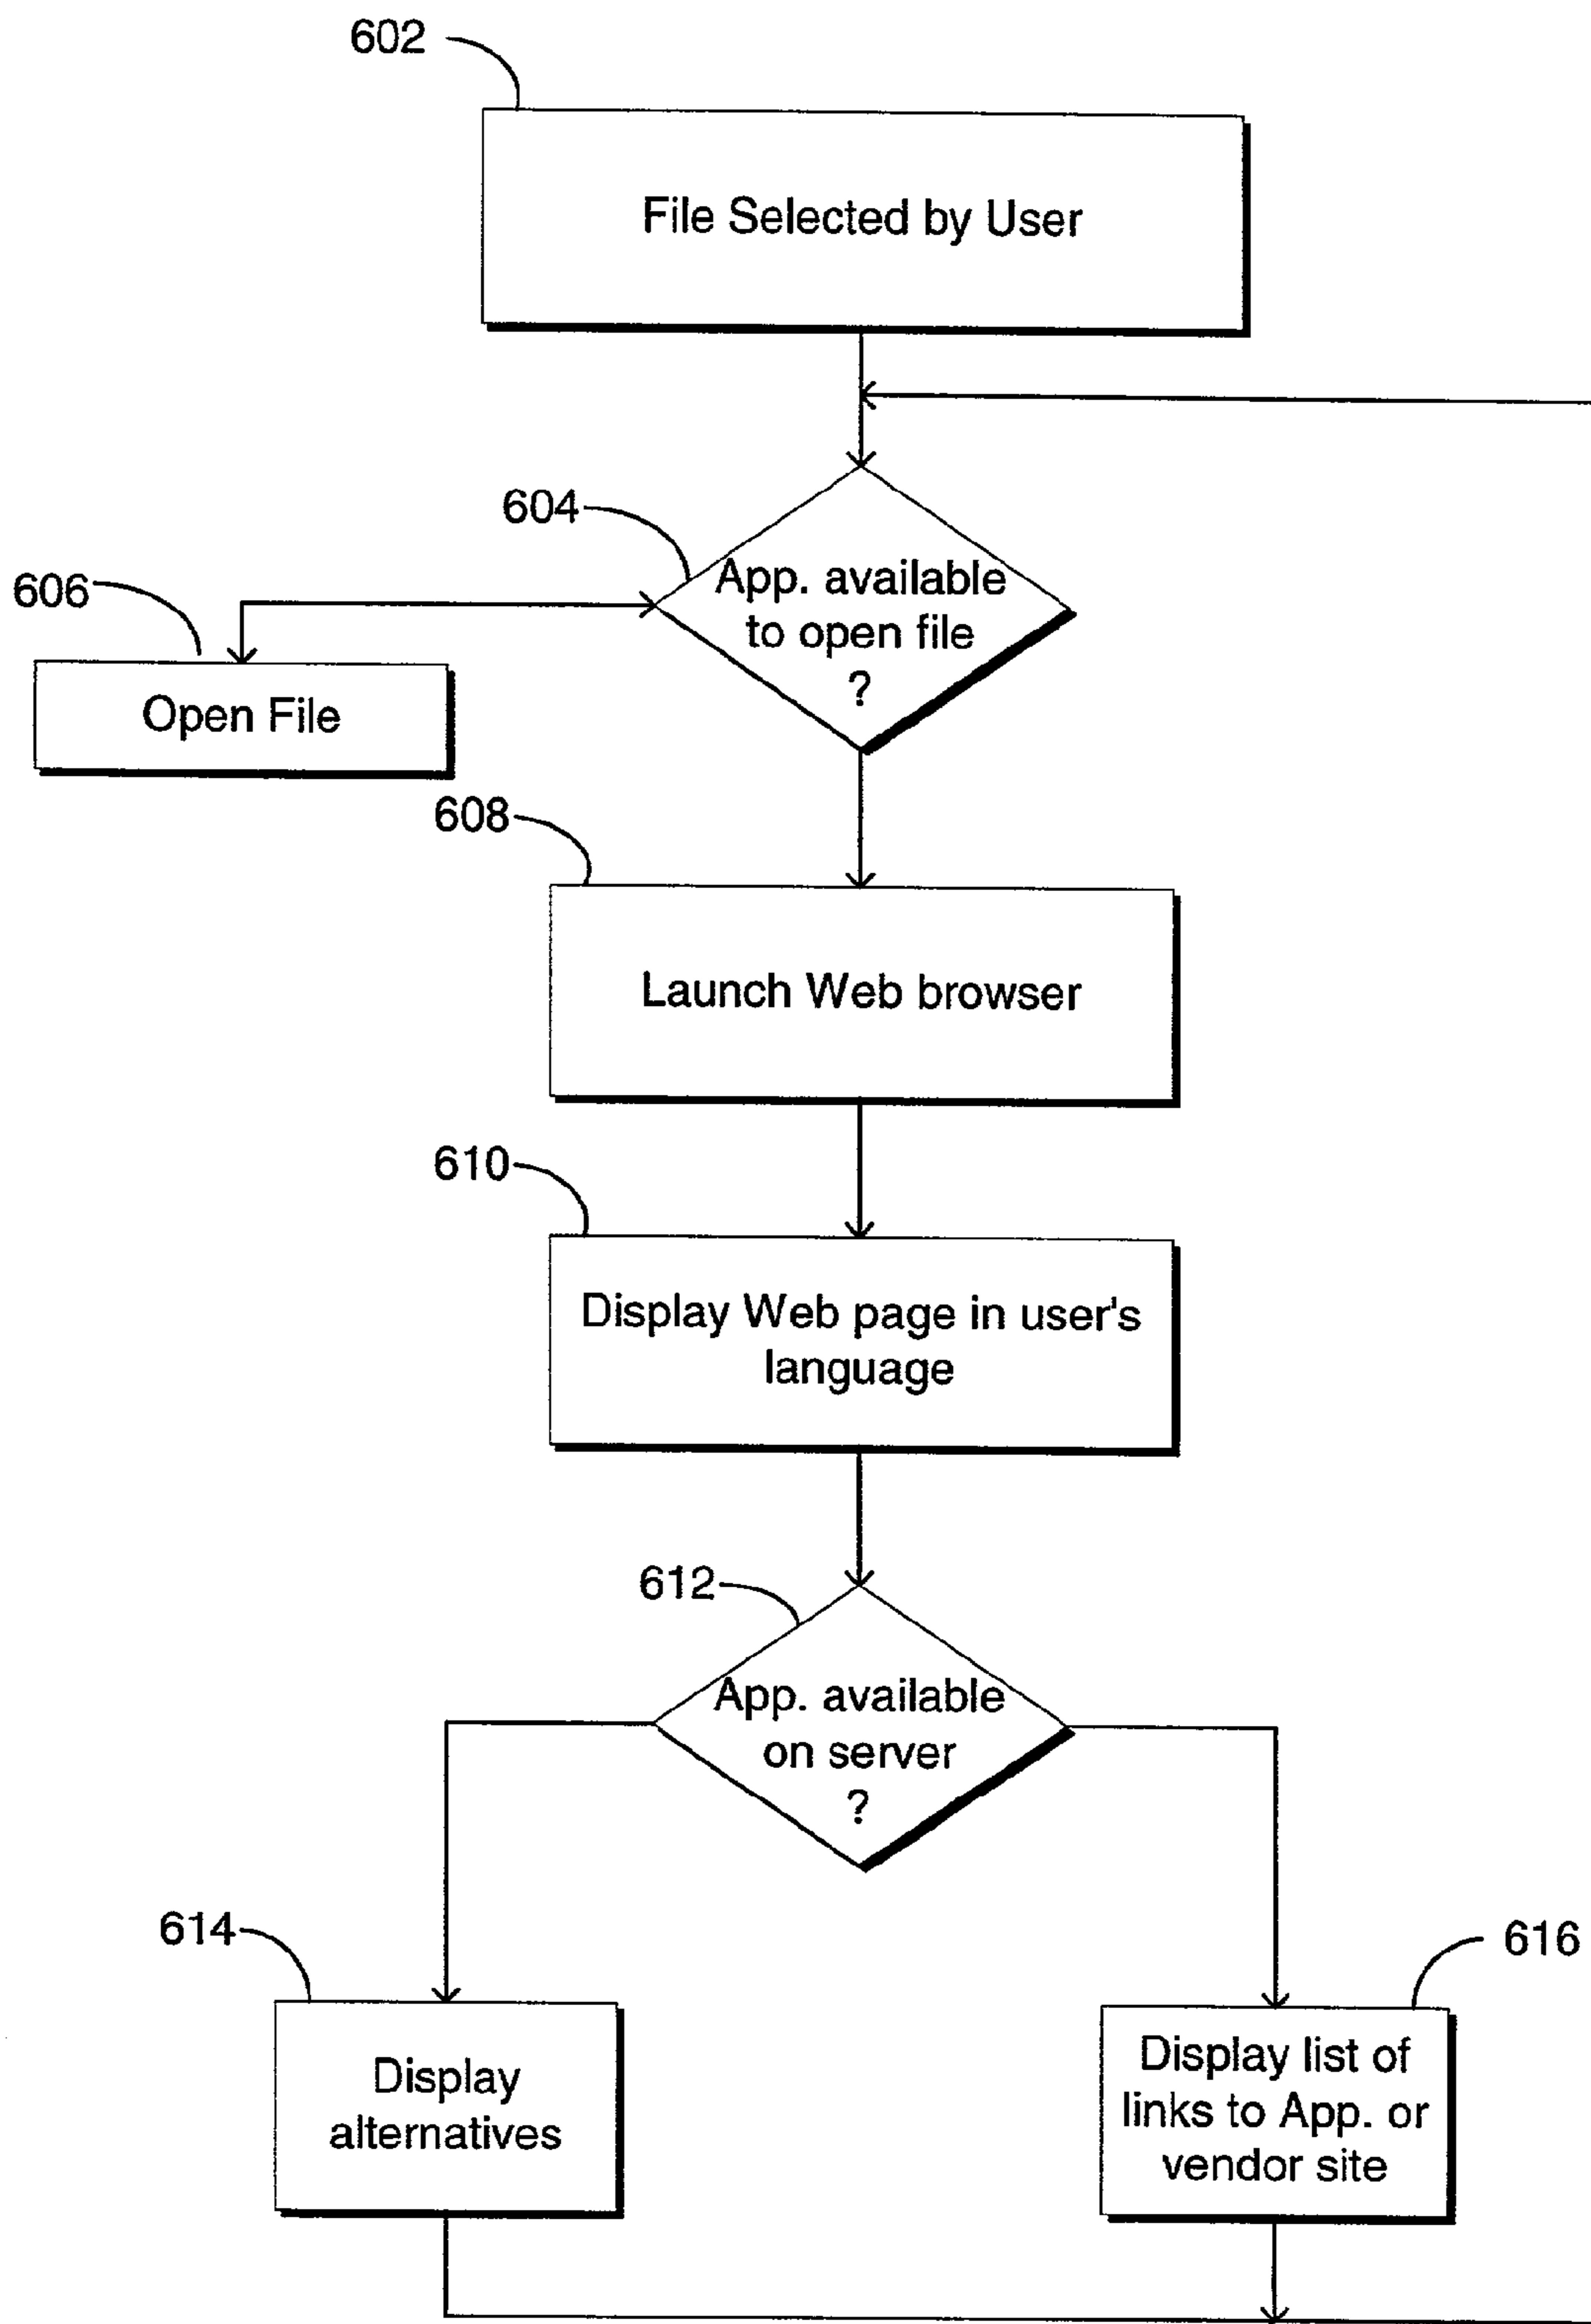 602
File Selected by User
604
App. available
to open file
?
606
Open File
608
Launch Web browser
610
Display Web page in user's
language
612
App. available
on server
?
614
Display
alternatives
616
Display list of
links to App. or
vendor site